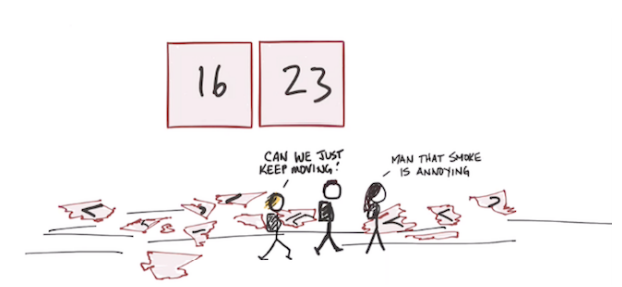 16 23
CAN WE JUST
KEEP MOVING?
MAN THAT SMOKE
IS ANNOYING